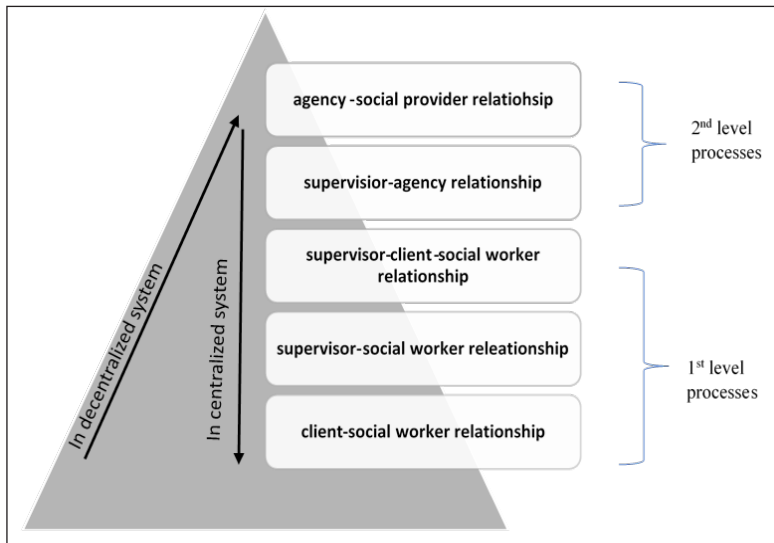 agency -social provider relatiohsip
supervisior-agency relationship
supervisor-client-social worker
relationship
supervisor-social worker releationship
client-social worker relationship
2nd level
processes
1st level
processes
In decentralized system
In centralized system